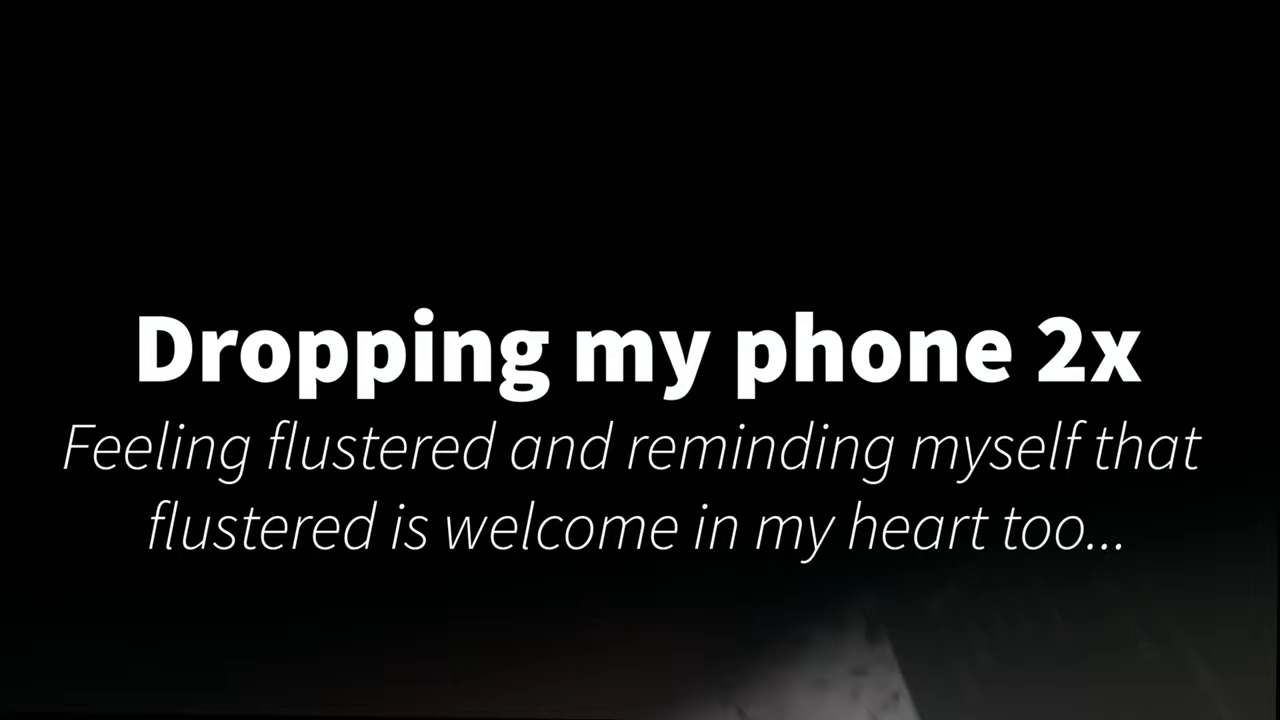 Dropping my phone 2x
Feeling flustered and reminding myself that
flustered is welcome in my heart too...